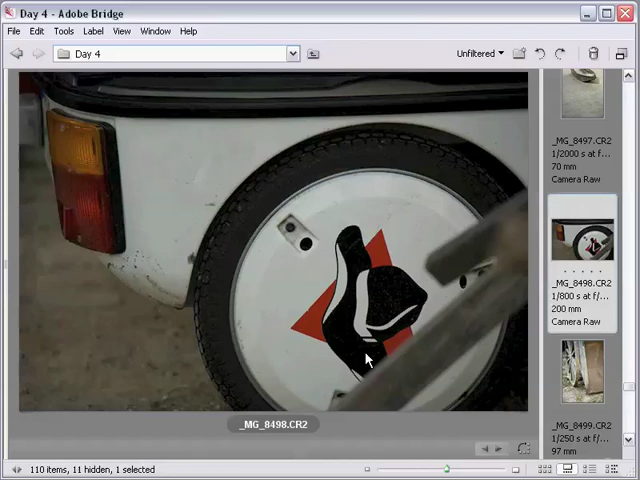 Day 4 - Adobe Bridge
File Edit Tools Label View Window Help
Day 4
Unfiltered
_MG_8497.CR2
1/2000 s at f...
70 mm
Camera Raw
_MG_8498.CR2
1/800 s at f/...
200 mm
Camera Raw
_MG_8499.CR2
1/250 s at f/...
97 mm
_MG_8498.CR2
110 items, 11 hidden, 1 selected